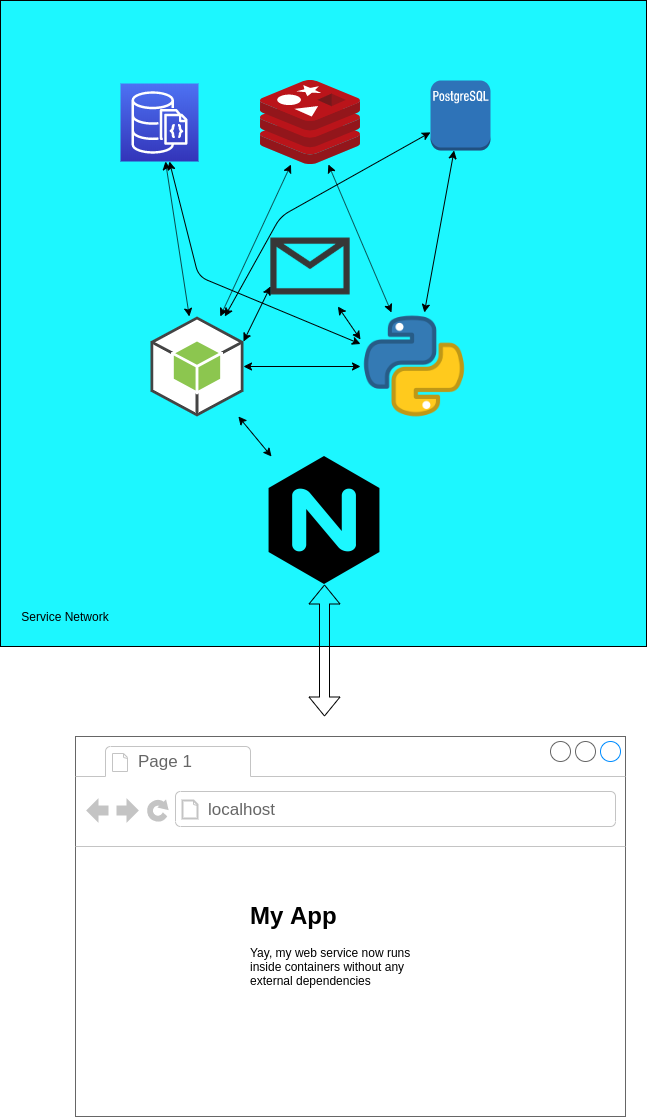 PostgreSQL
N
Service Network
Page 1
localhost
My App
Yay, my web service now runs
inside containers without any
external dependencies